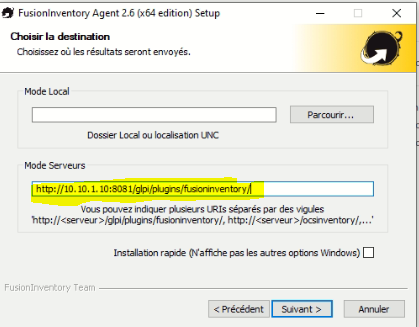 FusionInventory Agent 2.6 (x64 edition) Setup
Choisir la destination
Choisissez où les résultats seront envoyés.
Mode Local
Parcourir...
Dossier Local ou localisation UNC
Mode Serveurs
http://10.10.1.10:8081/glpi/plugins/fusioninventory/
Vous pouvez indiquer plusieurs URIs séparés par des vigules
'http://<serveur>/glpi/plugins/fusioninventory/, http://<serveur>/ocsinventory/,...'
Installation rapide (N'affiche pas les autres options Windows)
FusionInventory Team
< Précédent
Suivant >
Annuler